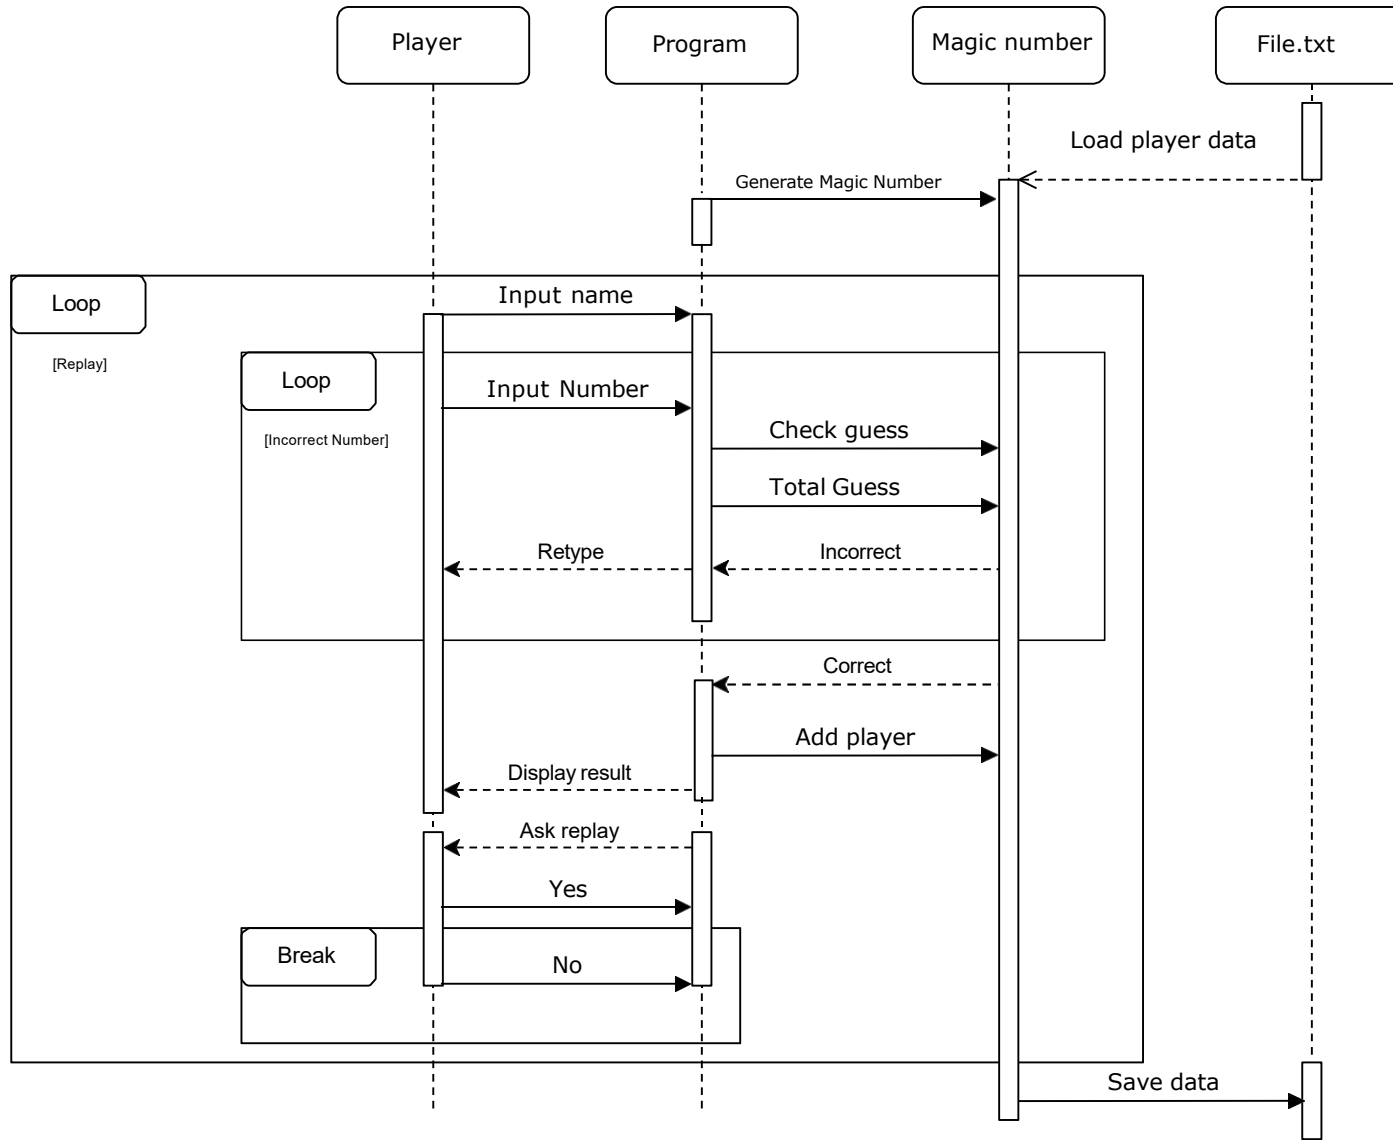 Player
Program
Magic number
File.txt
Load player data
Generate Magic Number
Loop
Input name
[Replay]
Loop
Input Number
[Incorrect Number]
Check guess
Total Guess
Retype
Incorrect
Correct
Add player
Display result
Ask replay
Yes
Break
No
Save data